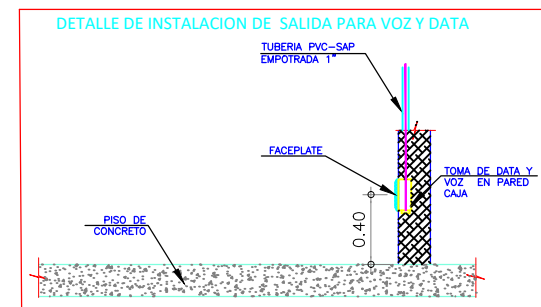 DETALLE DE INSTALACION DE SALIDA PARA VOZ Y DATA
TUBERIA PVC-SAP
EMPOTRADA 1"
FACEPLATE
TOMA DE DATA Y
VOZ EN PARED
CAJA
PISO DE
CONCRETO
0.40